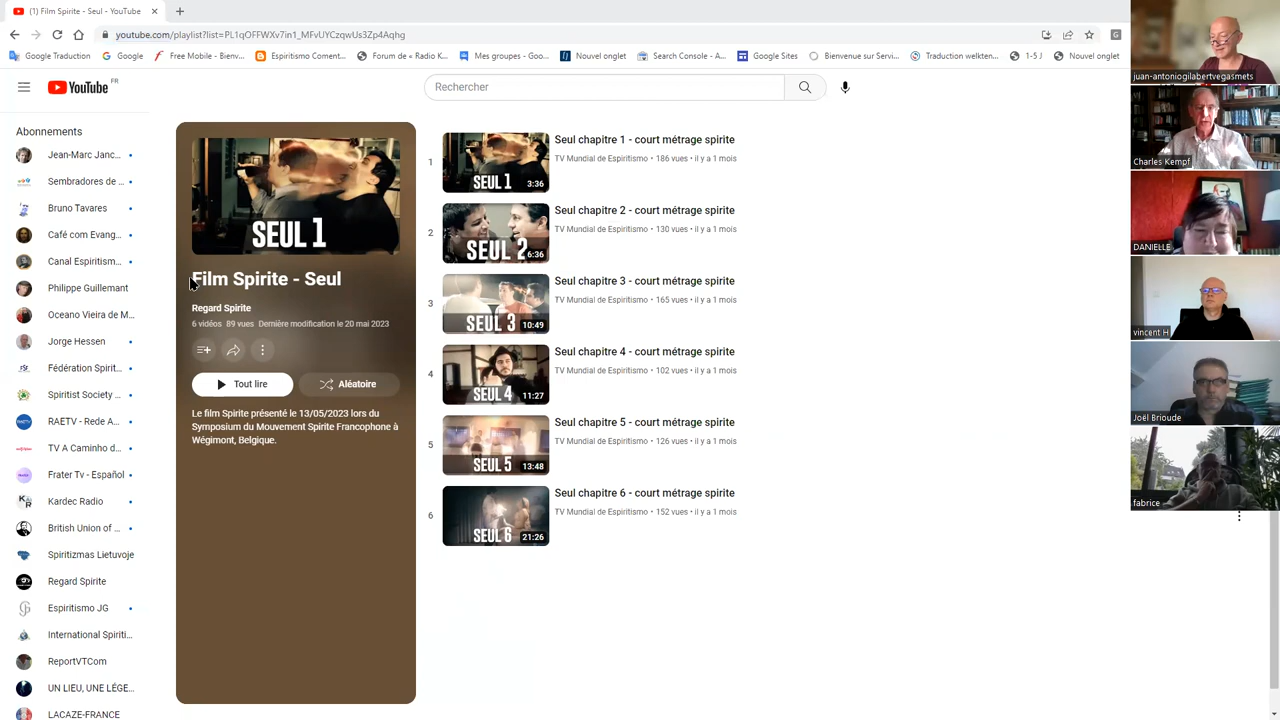 (1) Film Spirite - Seul - YouTube
youtube.com/playlist?list=PL1qOFFWXv7in1_MFvUYCzqwUs3Zp4Aqhg
Google Traduction
Google
Free Mobile - Bienv...
Espiritismo Coment...
Forum de « Radio K...
Mes groupes - Goo...
Nouvel onglet
Search Console - A...
Google Sites
Bienvenue sur Servi...
Traduction welkten...
1-5 J
Nouvel onglet
YouTube FR
Rechercher
Abonnements
Jean-Marc Janc...
Sembradores de ...
Bruno Tavares
Café com Evang...
Canal Espiritism...
Philippe Guillemant
Oceano Vieira de M...
Jorge Hessen
Fédération Spirit...
Spiritist Society ...
RAETV - Rede A...
TV A Caminho d...
Frater Tv - Español
Kardec Radio
British Union of ...
Spiritizmas Lietuvoje
Regard Spirite
Espiritismo JG
International Spiriti...
ReportVTCom
UN LIEU, UNE LÉGE...
LACAZE-FRANCE
SEUL 1
Film Spirite - Seul
Regard Spirite
6 vidéos 89 vues Dernière modification le 20 mai 2023
Tout lire
Aléatoire
Le film Spirite présenté le 13/05/2023 lors du
Symposium du Mouvement Spirite Francophone à
Wégimont, Belgique.
1
SEUL 1
3:36
Seul chapitre 1 - court métrage spirite
TV Mundial de Espiritismo • 186 vues • il y a 1 mois
2
SEUL 2
6:36
Seul chapitre 2 - court métrage spirite
TV Mundial de Espiritismo • 130 vues • il y a 1 mois
3
SEUL 3
10:49
Seul chapitre 3 - court métrage spirite
TV Mundial de Espiritismo • 165 vues • il y a 1 mois
4
SEUL 4
11:27
Seul chapitre 4 - court métrage spirite
TV Mundial de Espiritismo • 102 vues • il y a 1 mois
5
SEUL 5
13:48
Seul chapitre 5 - court métrage spirite
TV Mundial de Espiritismo • 126 vues • il y a 1 mois
6
SEUL 6
21:26
Seul chapitre 6 - court métrage spirite
TV Mundial de Espiritismo • 152 vues • il y a 1 mois
juan-antoniogilabertvegasmets
Charles Kempf
DANIELLE
vincent H
Joël Brioude
fabrice